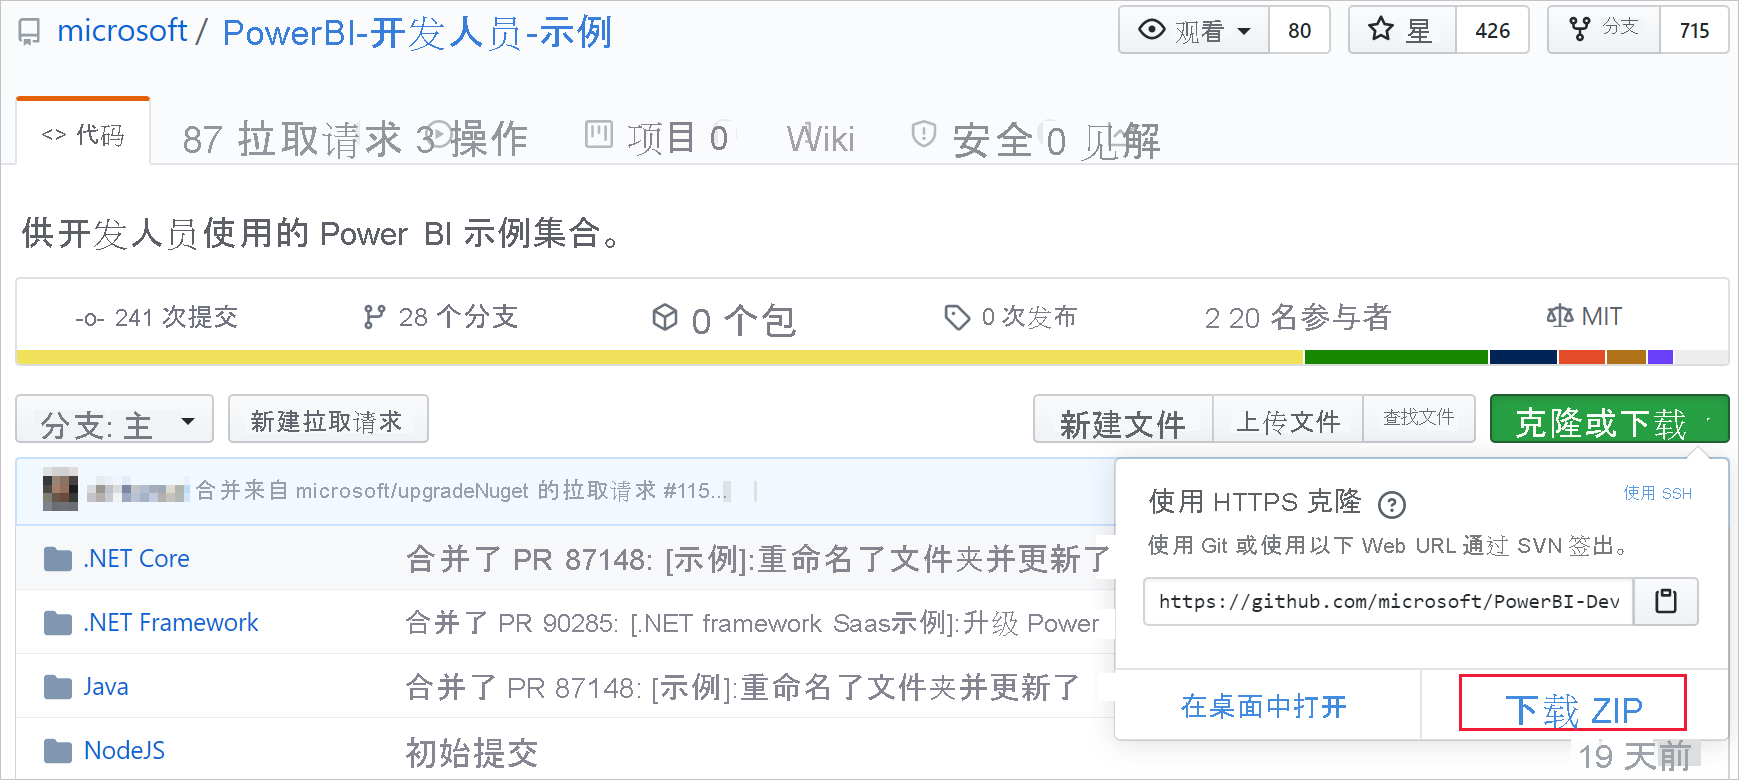 microsoft / PowerBI-开发人员-示例
观看 80 星 426 分支 715
<> 代码 87 拉取请求 3 操作 项目 0 Wiki 安全 0 见解
供开发人员使用的 Power BI 示例集合。
-o- 241 次提交 28 个分支 0 个包 0 次发布 2 20 名参与者 MIT
分支: 主 新建拉取请求 新建文件 上传文件 查找文件 克隆或下载
合并来自 microsoft/upgradeNuget 的拉取请求 #115...
使用 HTTPS 克隆 使用 SSH
使用 Git 或使用以下 Web URL 通过 SVN 签出。
https://github.com/microsoft/PowerBI-Dev
在桌面中打开 下载 ZIP
.NET Core 合并了 PR 87148: [示例]:重命名了文件夹并更新了
.NET Framework 合并了 PR 90285: [.NET framework Saas示例]:升级 Power
Java 合并了 PR 87148: [示例]:重命名了文件夹并更新了
NodeJS 初始提交 19 天前